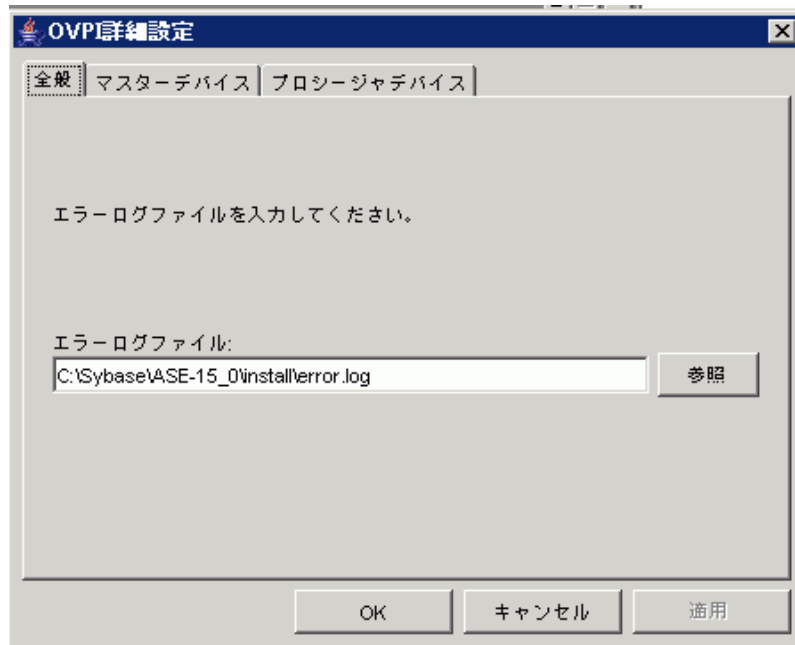 OVPI詳細設定
全般 マスターデバイス プロシージャデバイス
エラーログファイルを入力してください。
エラーログファイル:
C:\Sybase\ASE-15_0\install\error.log 参照
OK キャンセル 適用